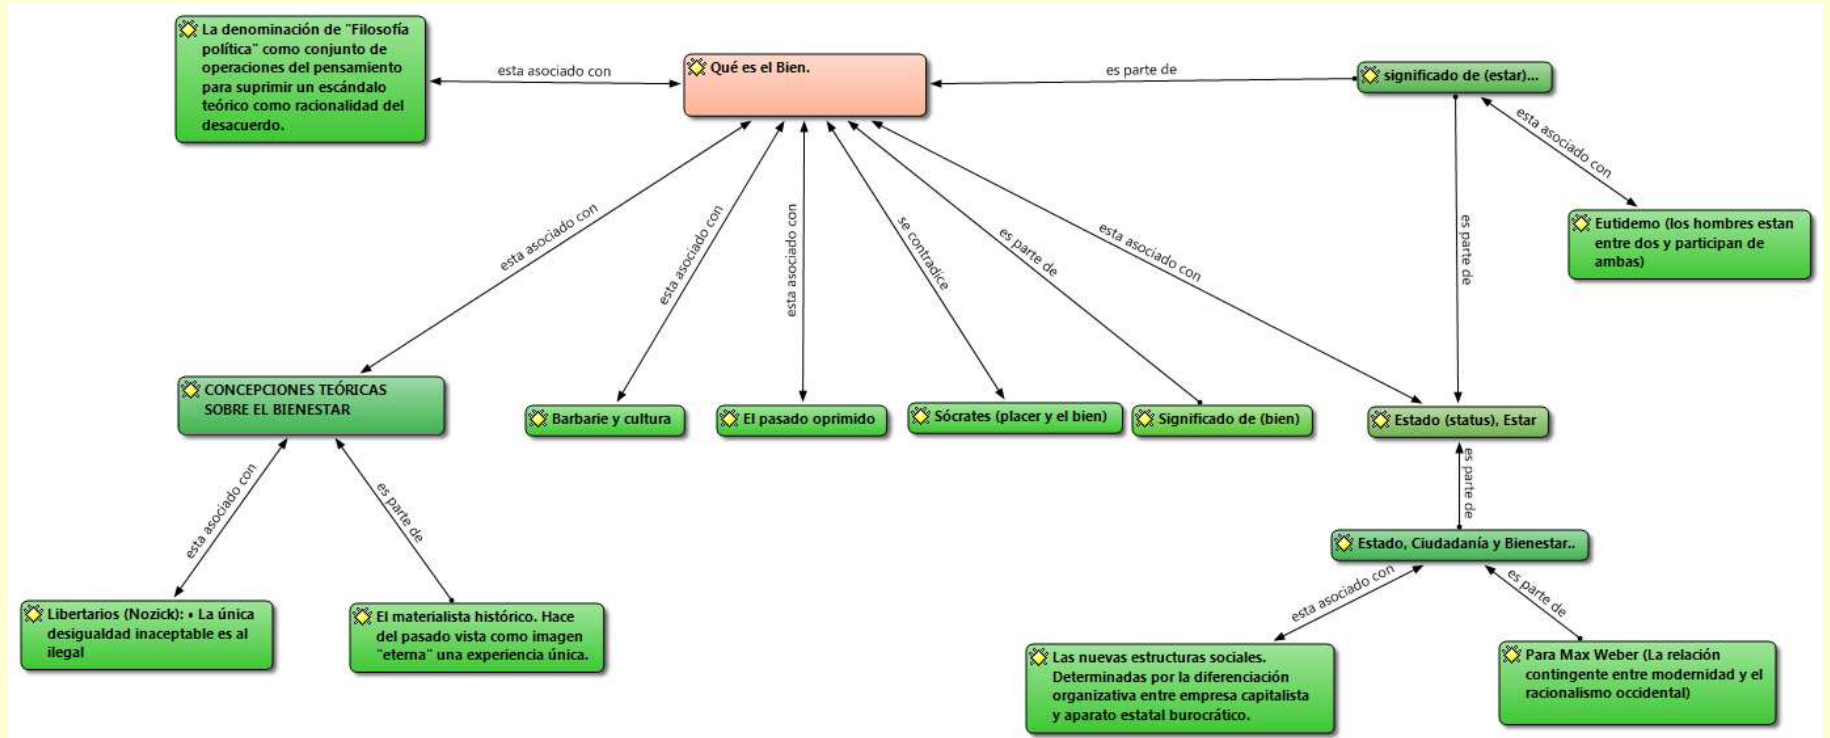 La denominación de "Filosofía
política" como conjunto de
operaciones del pensamiento
para suprimir un escándalo
teórico como racionalidad del
desacuerdo.
esta asociado con
Qué es el Bien.
es parte de
significado de (estar)...
esta asociado con
Eutidemo (los hombres estan
entre dos y participan de
ambas)
es parte de
esta asociado con
esta asociado con
esta asociado con
se contradice
es parte de
esta asociado con
CONCEPCIONES TEÓRICAS
SOBRE EL BIENESTAR
Barbarie y cultura
El pasado oprimido
Sócrates (placer y el bien)
Significado de (bien)
Estado (status), Estar
esta asociado con
es parte de
es parte de
Estado, Ciudadanía y Bienestar..
esta asociado con
es parte de
Libertarios (Nozick): • La única
desigualdad inaceptable es al
ilegal
El materialista histórico. Hace
del pasado vista como imagen
"eterna" una experiencia única.
Las nuevas estructuras sociales.
Determinadas por la diferenciación
organizativa entre empresa capitalista
y aparato estatal burocrático.
Para Max Weber (La relación
contingente entre modernidad y el
racionalismo occidental)